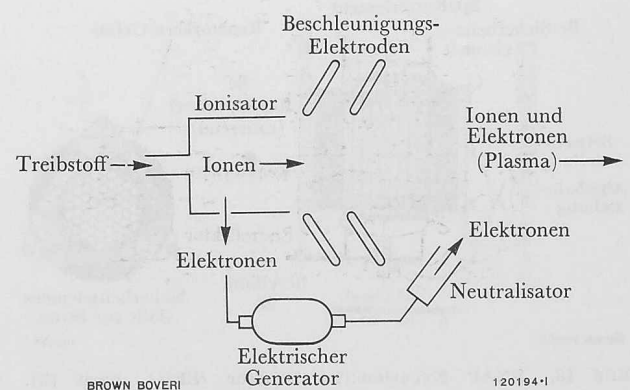 Beschleunigungs-
Elektroden
Ionisator
Ionen und
Elektronen
(Plasma)
Treibstoff
Ionen
Elektronen
Elektronen
Neutralisator
Elektrischer
Generator
BROWN BOVERI
120194·I